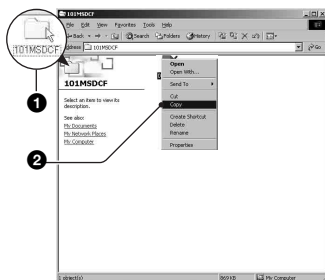 101MSDCF
File Edit View Favorites Tools Help
Back Search Folders History
Address 101MSDCF Go
101MSDCF
1
101MSDCF
Select an item to view its
description.
See also:
My Documents
My Network Places
My Computer
Open
Open With...
Send To
Cut
Copy
Create Shortcut
Delete
Rename
Properties
2
1 object(s) 869 KB My Computer